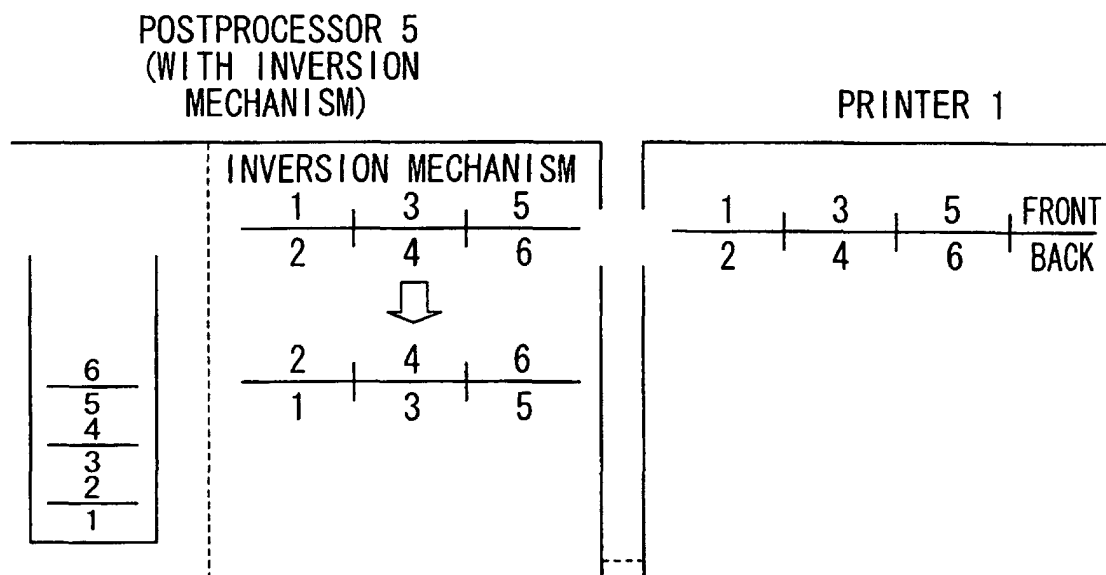 POSTPROCESSOR 5
(WITH INVERSION
MECHANISM)
PRINTER 1
INVERSION MECHANISM
1 3 5
2 4 6
2 4 6
1 3 5
6
5
4
3
2
1
1 3 5 FRONT
2 4 6 BACK